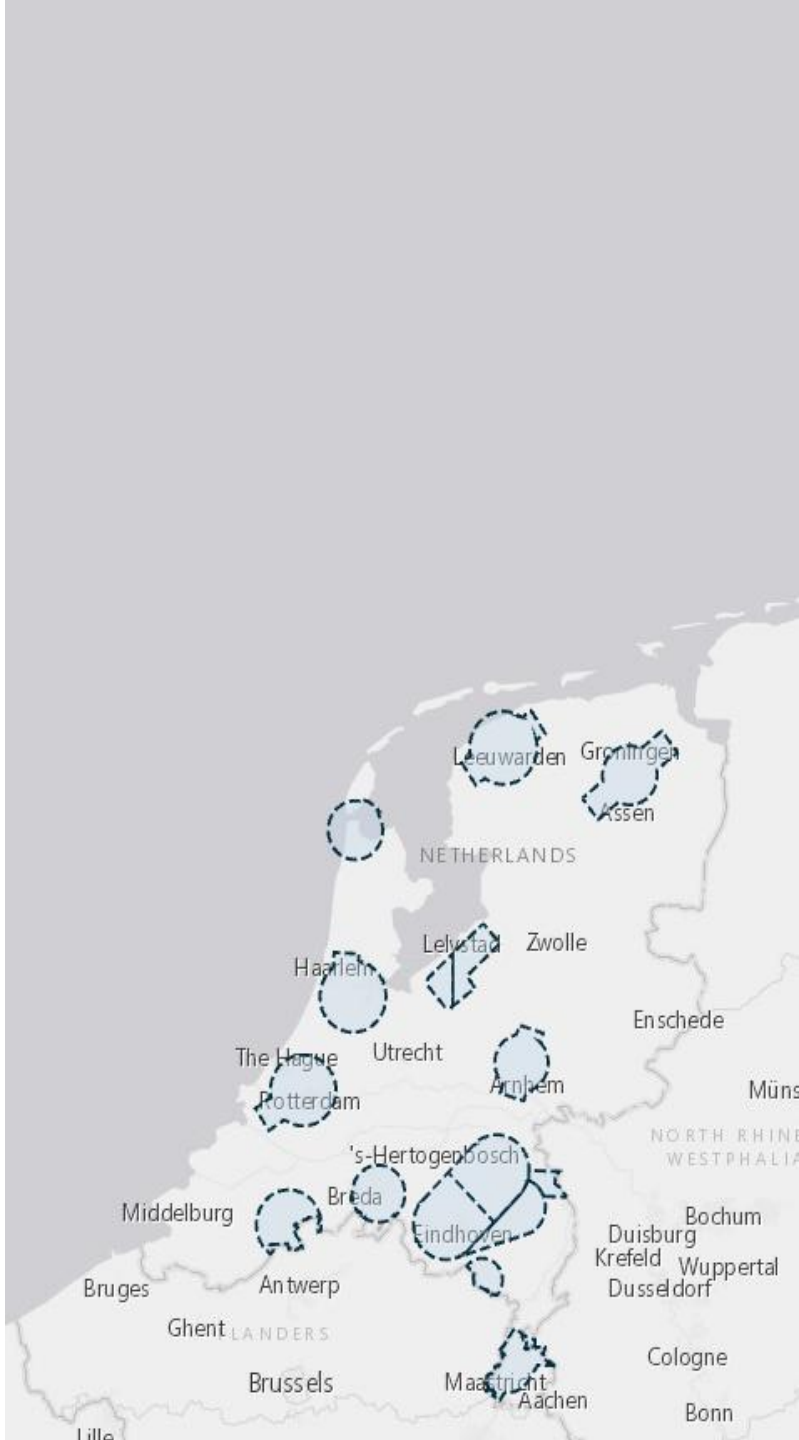 Leeuwarden
Groningen
Assen
NETHERLANDS
Lelystad
Zwolle
Haarlem
Enschede
The Hague
Utrecht
Arnhem
Rotterdam
Müns
NORTH RHINE
WESTPHALIA
's-Hertogenbosch
Breda
Middelburg
Bochum
Eindhoven
Duisburg
Krefeld
Wuppertal
Bruges
Antwerp
Dusseldorf
Ghent
FLANDERS
Cologne
Brussels
Maastricht
Aachen
Bonn
Lille